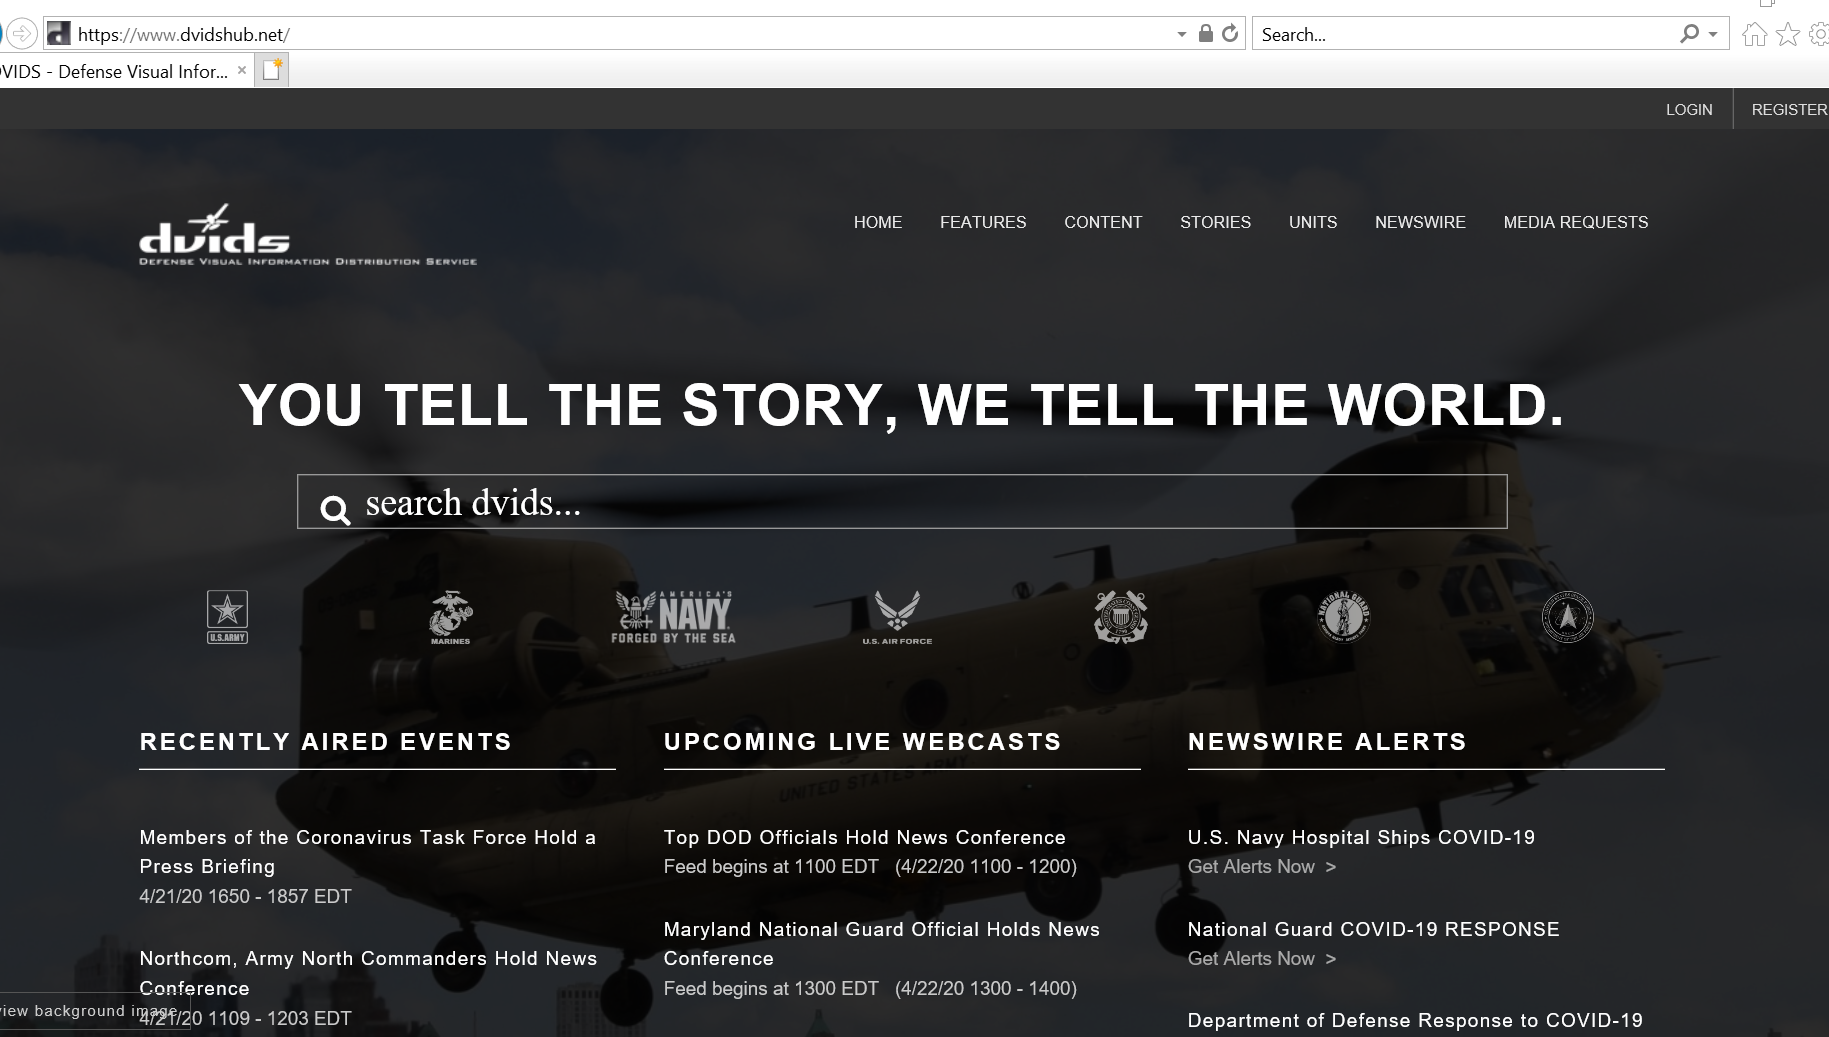 https://www.dvidshub.net/
Search...
VIDS - Defense Visual Infor...
LOGIN
REGISTER
dvids
DEFENSE VISUAL INFORMATION DISTRIBUTION SERVICE
HOME
FEATURES
CONTENT
STORIES
UNITS
NEWSWIRE
MEDIA REQUESTS
YOU TELL THE STORY, WE TELL THE WORLD.
search dvids...
U.S.ARMY
MARINES
AMERICA'S
NAVY.
FORGED BY THE SEA
U.S. AIR FORCE
1790
NATIONAL GUARD
RECENTLY AIRED EVENTS
Members of the Coronavirus Task Force Hold a
Press Briefing
4/21/20 1650 - 1857 EDT
Northcom, Army North Commanders Hold News
Conference
4/21/20 1109 - 1203 EDT
view background image
UPCOMING LIVE WEBCASTS
UNITED STATES ARMY
Top DOD Officials Hold News Conference
Feed begins at 1100 EDT (4/22/20 1100 - 1200)
Maryland National Guard Official Holds News
Conference
Feed begins at 1300 EDT (4/22/20 1300 - 1400)
NEWSWIRE ALERTS
U.S. Navy Hospital Ships COVID-19
Get Alerts Now >
National Guard COVID-19 RESPONSE
Get Alerts Now >
Department of Defense Response to COVID-19